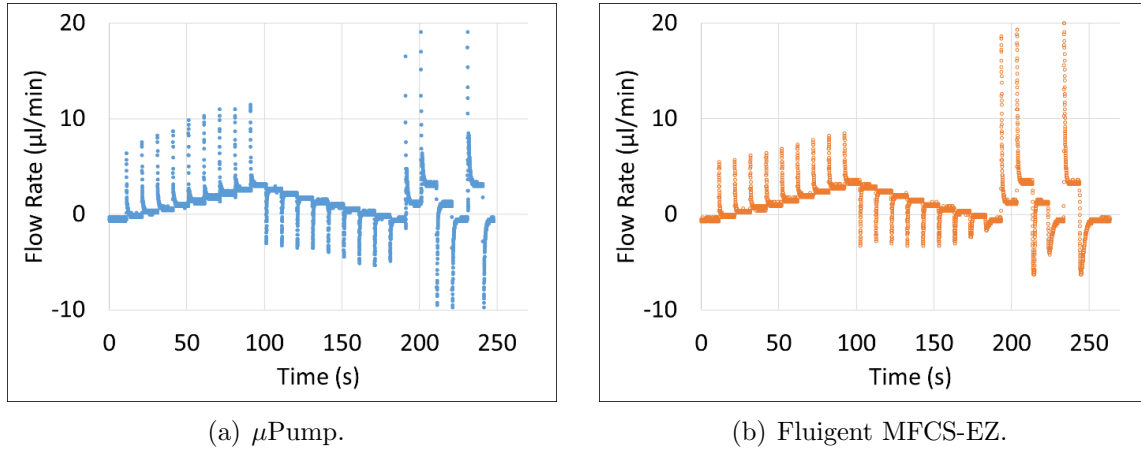 20
10
0
-10
Flow Rate (µl/min)
0 50 100 150 200 250
Time (s)
(a) µPump.
20
10
0
-10
Flow Rate (µl/min)
0 50 100 150 200 250
Time (s)
(b) Fluigent MFCS-EZ.